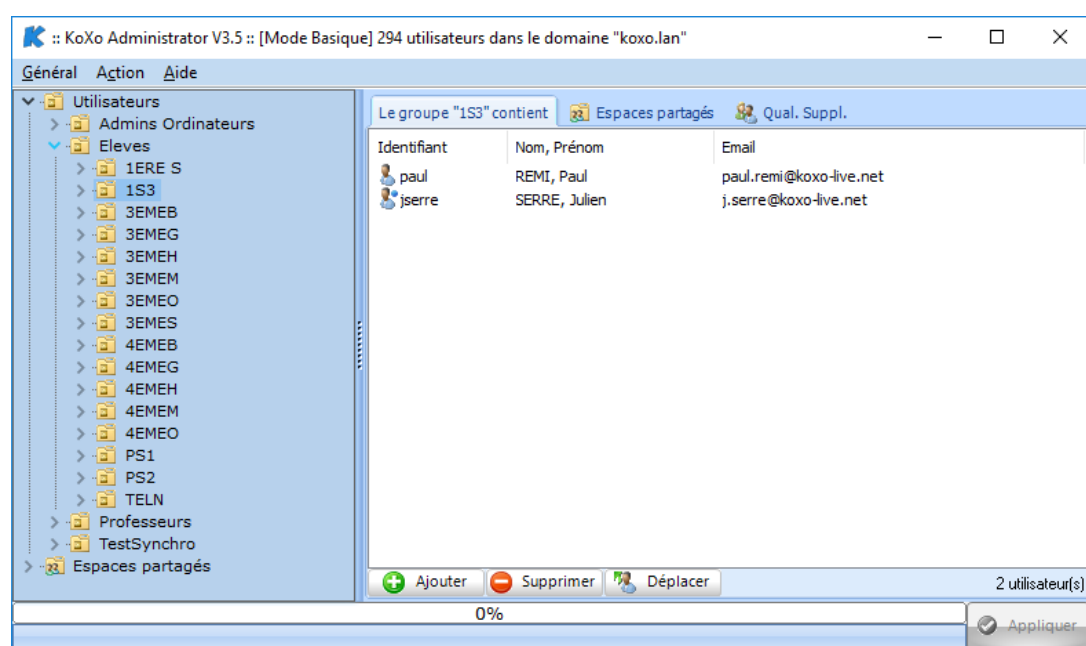 :: KoXo Administrator V3.5 :: [Mode Basique] 294 utilisateurs dans le domaine "koxo.lan"
Général Action Aide
Utilisateurs
Admins Ordinateurs
Eleves
1ERE S
1S3
3EMEB
3EMEG
3EMEH
3EMEM
3EMEO
3EMES
4EMEB
4EMEG
4EMEH
4EMEM
4EMEO
PS1
PS2
TELN
Professeurs
TestSynchro
Espaces partagés
Le groupe "1S3" contient Espaces partagés Qual. Suppl.
Identifiant Nom, Prénom Email
paul REMI, Paul paul.remi@koxo-live.net
jserre SERRE, Julien j.serre@koxo-live.net
Ajouter Supprimer Déplacer 2 utilisateur(s)
0% Appliquer